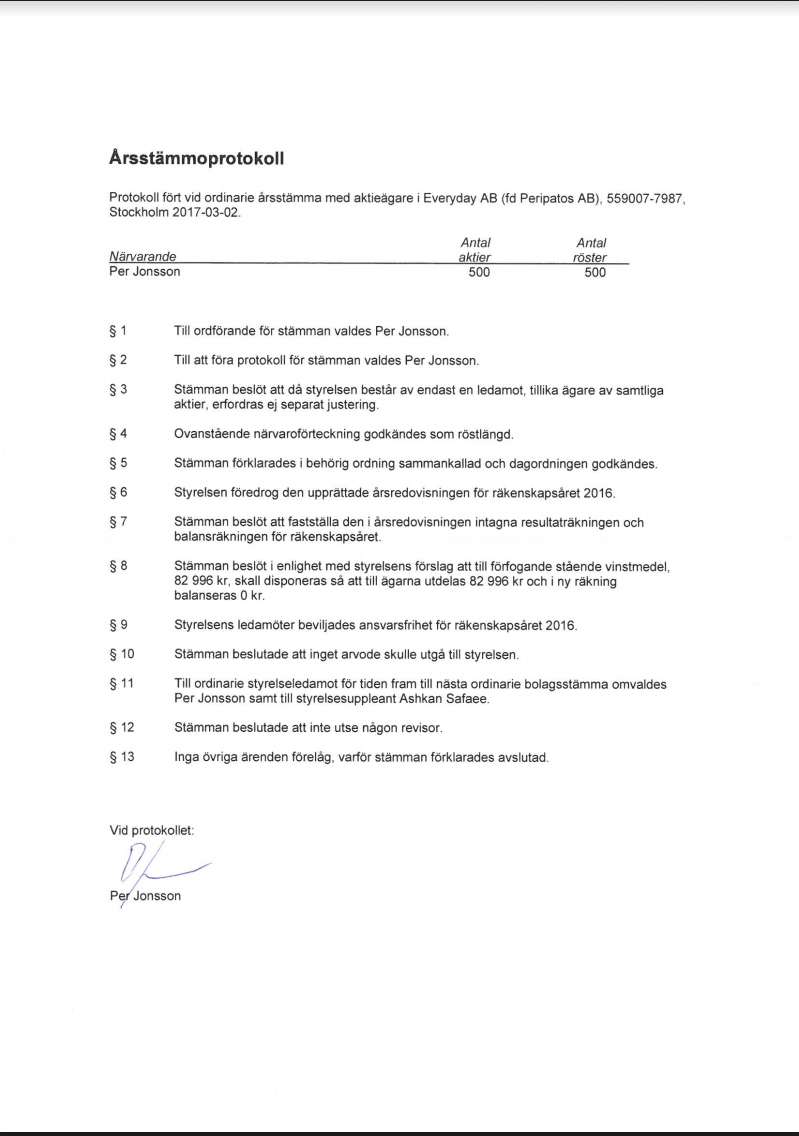 Årsstämmoprotokoll
Protokoll fört vid ordinarie årsstämma med aktieägare i Everyday AB (fd Peripatos AB), 559007-7987,
Stockholm 2017-03-02.
Antal Antal
Närvarande aktier röster
Per Jonsson 500 500
§ 1 Till ordförande för stämman valdes Per Jonsson.
§ 2 Till att föra protokoll för stämman valdes Per Jonsson.
§ 3 Stämman beslöt att då styrelsen består av endast en ledamot, tillika ägare av samtliga
aktier, erfordras ej separat justering.
§ 4 Ovanstående närvaroförteckning godkändes som röstlängd.
§ 5 Stämman förklarades i behörig ordning sammankallad och dagordningen godkändes.
§ 6 Styrelsen föredrog den upprättade årsredovisningen för räkenskapsåret 2016.
§ 7 Stämman beslöt att fastställa den i årsredovisningen intagna resultaträkningen och
balansräkningen för räkenskapsåret.
§ 8 Stämman beslöt i enlighet med styrelsens förslag att till förfogande stående vinstmedel,
82 996 kr, skall disponeras så att till ägarna utdelas 82 996 kr och i ny räkning
balanseras 0 kr.
§ 9 Styrelsens ledamöter beviljades ansvarsfrihet för räkenskapsåret 2016.
§ 10 Stämman beslutade att inget arvode skulle utgå till styrelsen.
§ 11 Till ordinarie styrelseledamot för tiden fram till nästa ordinarie bolagsstämma omvaldes
Per Jonsson samt till styrelsesuppleant Ashkan Safaee.
§ 12 Stämman beslutade att inte utse någon revisor.
§ 13 Inga övriga ärenden förelåg, varför stämman förklarades avslutad.
Vid protokollet:
Per Jonsson